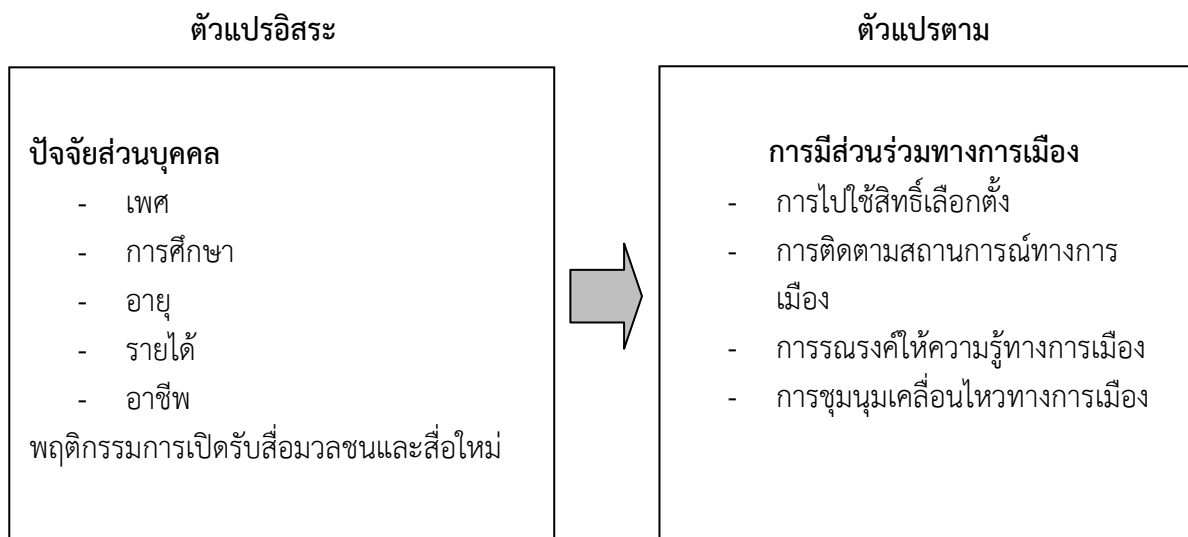 ตัวแปรอิสระ
ปัจจัยส่วนบุคคล
- เพศ
- การศึกษา
- อายุ
- รายได้
- อาชีพ
พฤติกรรมการเปิดรับสื่อมวลชนและสื่อใหม่
ตัวแปรตาม
การมีส่วนร่วมทางการเมือง
- การไปใช้สิทธิ์เลือกตั้ง
- การติดตามสถานการณ์ทางการ
เมือง
- การรณรงค์ให้ความรู้ทางการเมือง
- การชุมนุมเคลื่อนไหวทางการเมือง